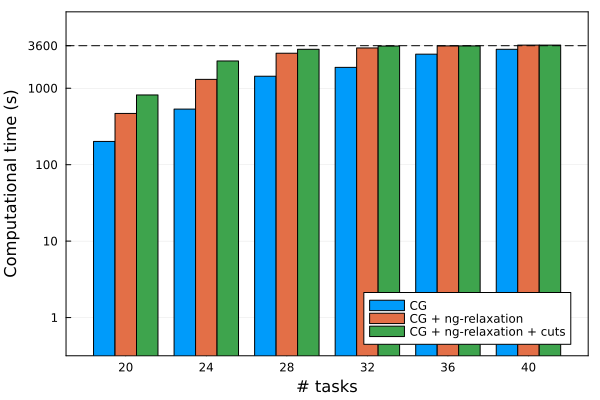 Computational time (s)
3600
1000
100
10
1
20 24 28 32 36 40
# tasks
CG
CG + ng-relaxation
CG + ng-relaxation + cuts